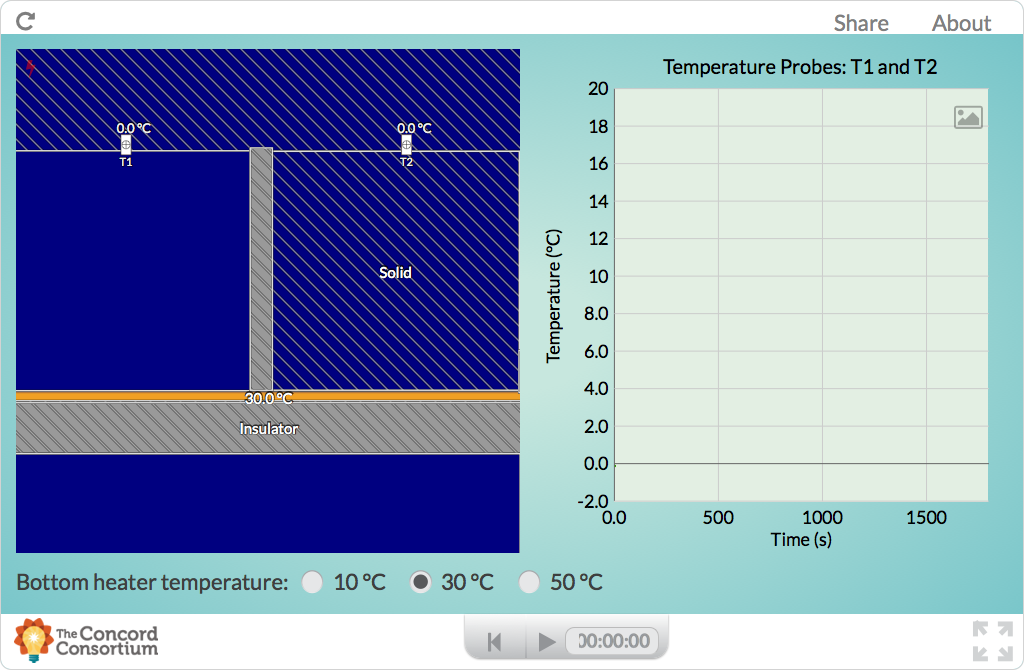 Share About
Temperature Probes: T1 and T2
0.0 °C 0.0 °C
T1 T2
Solid
30.0 °C
Insulator
20
18
16
14
12
10
8.0
6.0
4.0
2.0
0.0
-2.0
Temperature (°C)
0.0 500 1000 1500
Time (s)
Bottom heater temperature: 10 °C 30 °C 50 °C
The Concord
Consortium
00:00:00